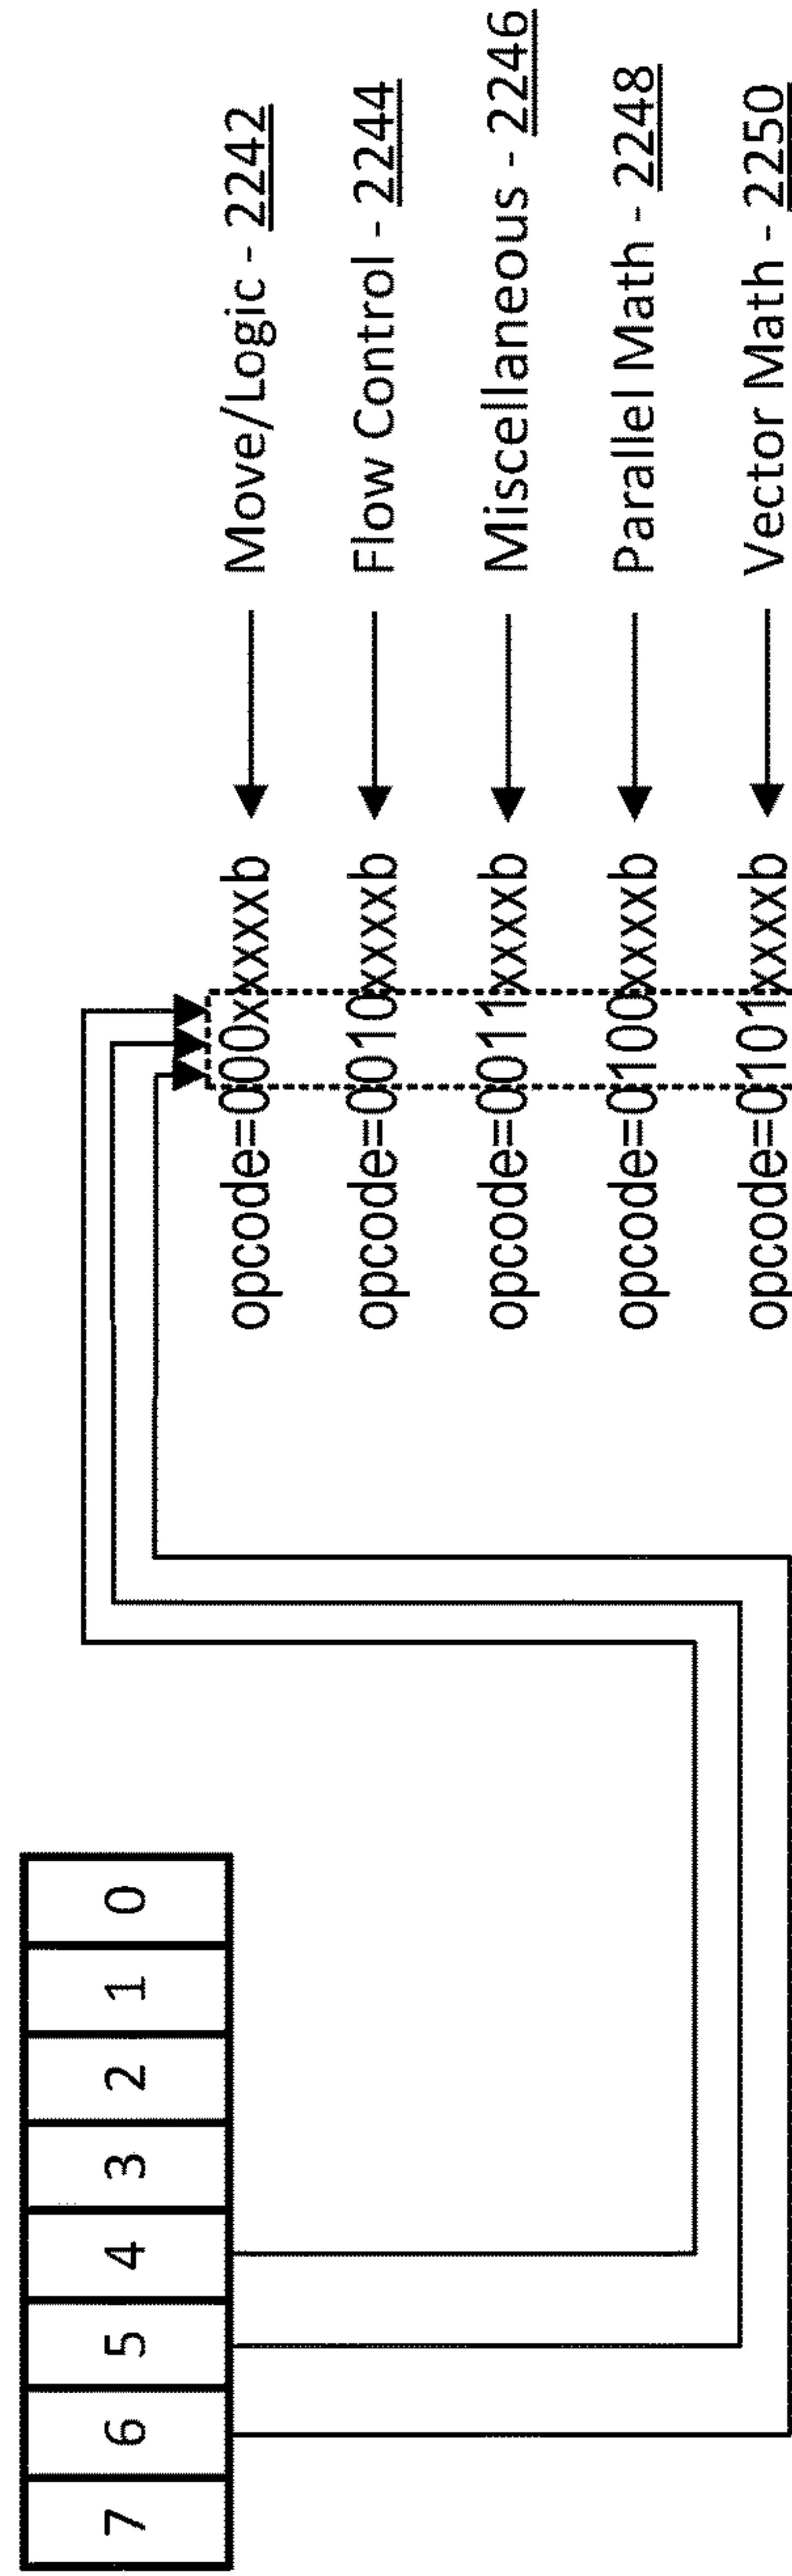 7 6 5 4 3 2 1 0
opcode=000xxxxxb Move/Logic - 2242
opcode=0010xxxxb Flow Control - 2244
opcode=0011xxxxb Miscellaneous - 2246
opcode=0100xxxxb Parallel Math - 2248
opcode=0101xxxxb Vector Math - 2250